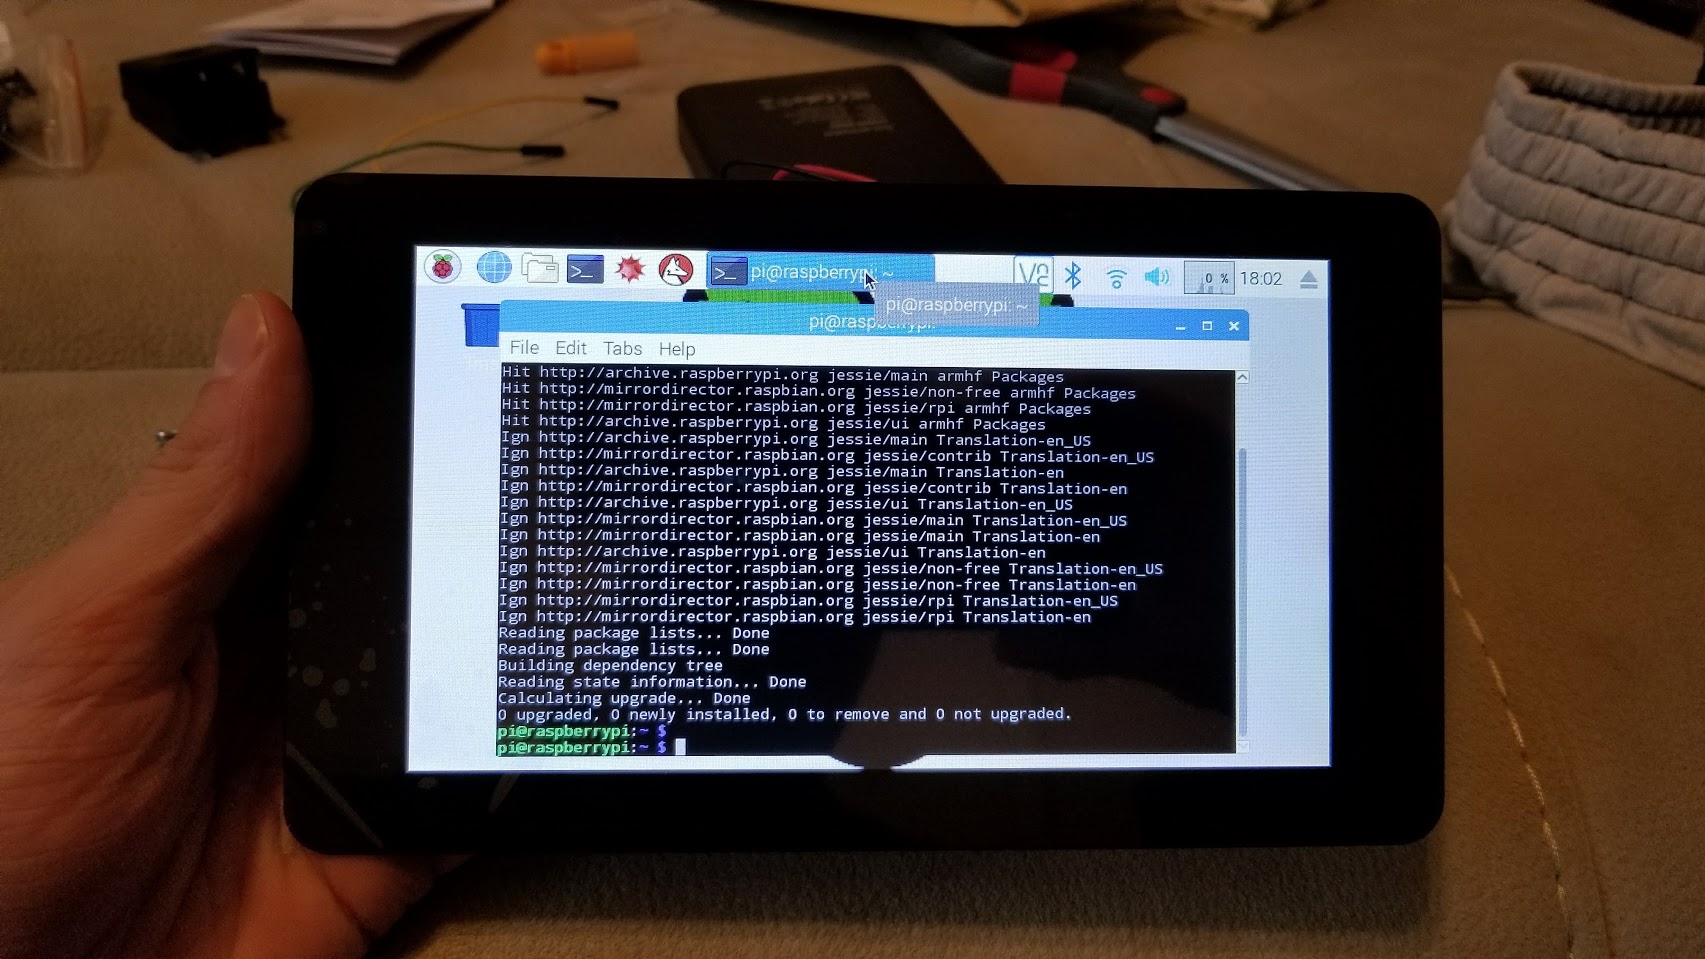 pi@raspberrypi: ~
0 %
18:02
pi@raspberrypi: ~
pi@raspberrypi:
File Edit Tabs Help
Hit http://archive.raspberrypi.org jessie/main armhf Packages
Hit http://mirrordirector.raspbian.org jessie/non-free armhf Packages
Hit http://mirrordirector.raspbian.org jessie/rpi armhf Packages
Hit http://archive.raspberrypi.org jessie/ui armhf Packages
Ign http://archive.raspberrypi.org jessie/main Translation-en_US
Ign http://mirrordirector.raspbian.org jessie/contrib Translation-en_US
Ign http://archive.raspberrypi.org jessie/main Translation-en
Ign http://mirrordirector.raspbian.org jessie/contrib Translation-en
Ign http://archive.raspberrypi.org jessie/ui Translation-en_US
Ign http://mirrordirector.raspbian.org jessie/main Translation-en_US
Ign http://mirrordirector.raspbian.org jessie/main Translation-en
Ign http://archive.raspberrypi.org jessie/ui Translation-en
Ign http://mirrordirector.raspbian.org jessie/non-free Translation-en_US
Ign http://mirrordirector.raspbian.org jessie/non-free Translation-en
Ign http://mirrordirector.raspbian.org jessie/rpi Translation-en_US
Ign http://mirrordirector.raspbian.org jessie/rpi Translation-en
Reading package lists... Done
Reading package lists... Done
Building dependency tree
Reading state information... Done
Calculating upgrade... Done
0 upgraded, 0 newly installed, 0 to remove and 0 not upgraded.
pi@raspberrypi:~ $
pi@raspberrypi:~ $